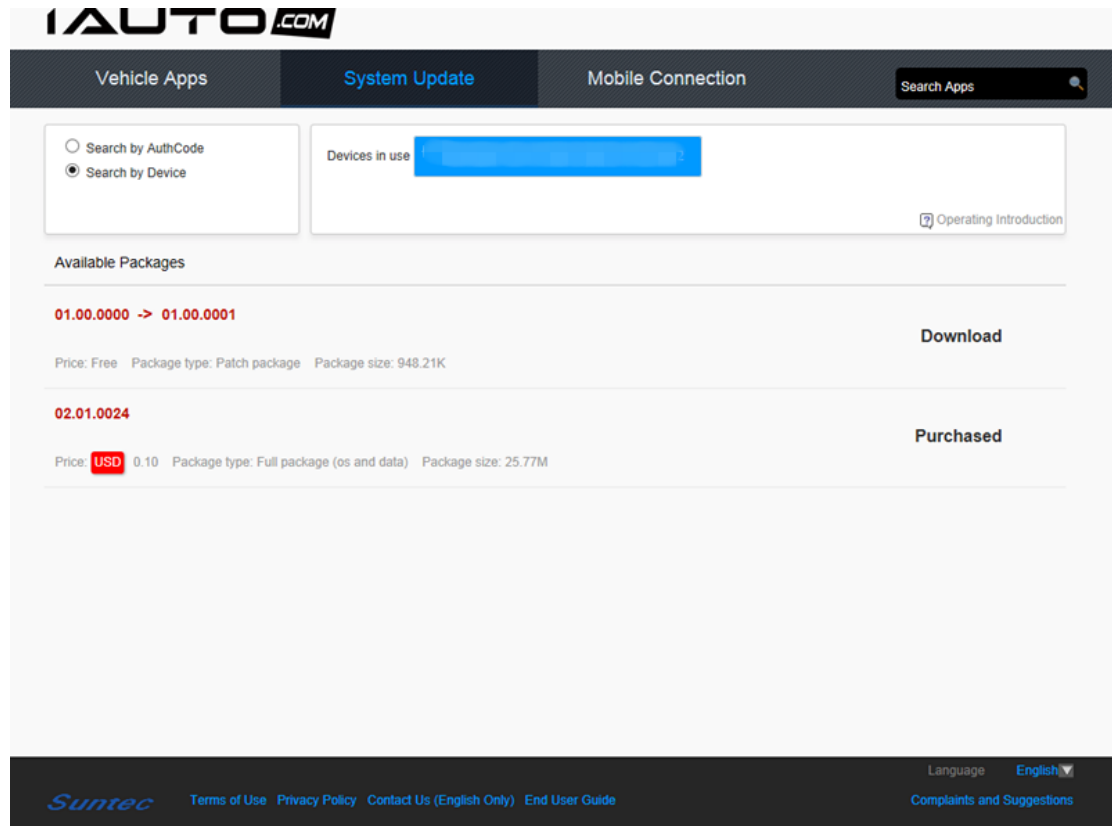 IAUTO.COM
Vehicle Apps System Update Mobile Connection Search Apps
Search by AuthCode
Search by Device
Devices in use
Operating Introduction
Available Packages
01.00.0000 -> 01.00.0001
Download
Price: Free Package type: Patch package Package size: 948.21K
02.01.0024
Purchased
Price: USD 0.10 Package type: Full package (os and data) Package size: 25.77M
Language English
Suntec Terms of Use Privacy Policy Contact Us (English Only) End User Guide Complaints and Suggestions